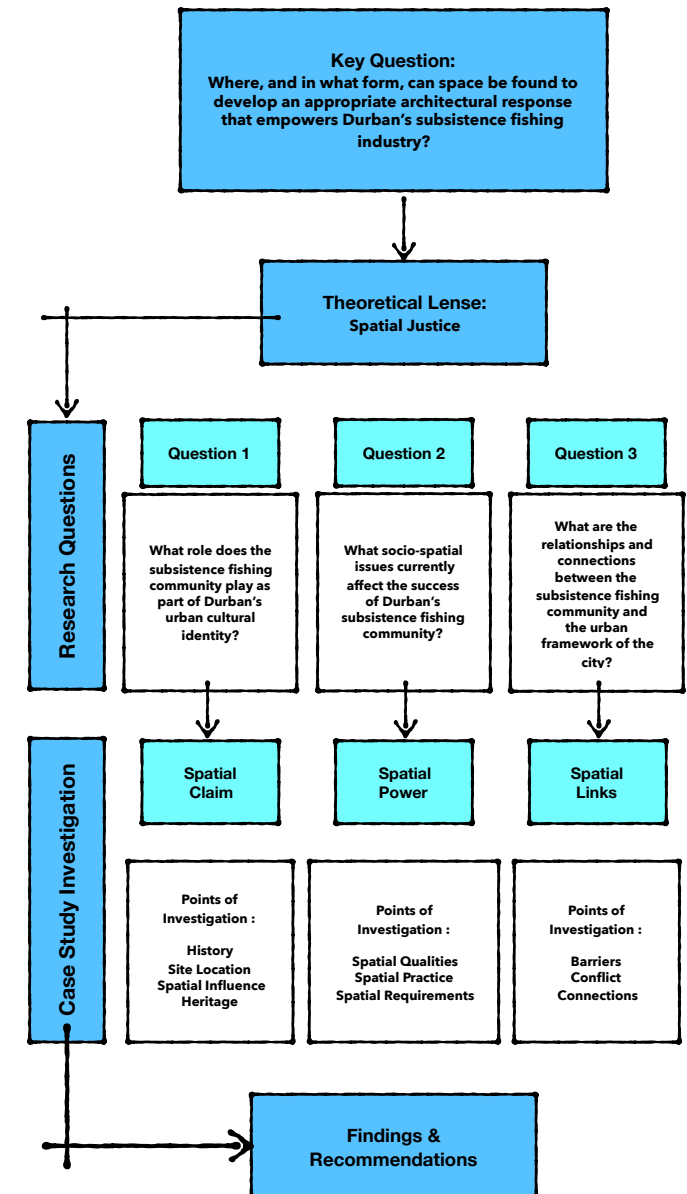 Key Question:
Where, and in what form, can space be found to
develop an appropriate architectural response
that empowers Durban's subsistence fishing
industry?
Theoretical Lense:
Spatial Justice
Research Questions
Question 1
Question 2
Question 3
What role does the
subsistence fishing
community play as
part of Durban's
urban cultural
identity?
What socio-spatial
issues currently
affect the success
of Durban's
subsistence fishing
community?
What are the
relationships and
connections
between the
subsistence fishing
community and
the urban
framework of the
city?
Case Study Investigation
Spatial
Claim
Spatial
Power
Spatial
Links
Points of
Investigation :
History
Site Location
Spatial Influence
Heritage
Points of
Investigation :
Spatial Qualities
Spatial Practice
Spatial Requirements
Points of
Investigation :
Barriers
Conflict
Connections
Findings &
Recommendations